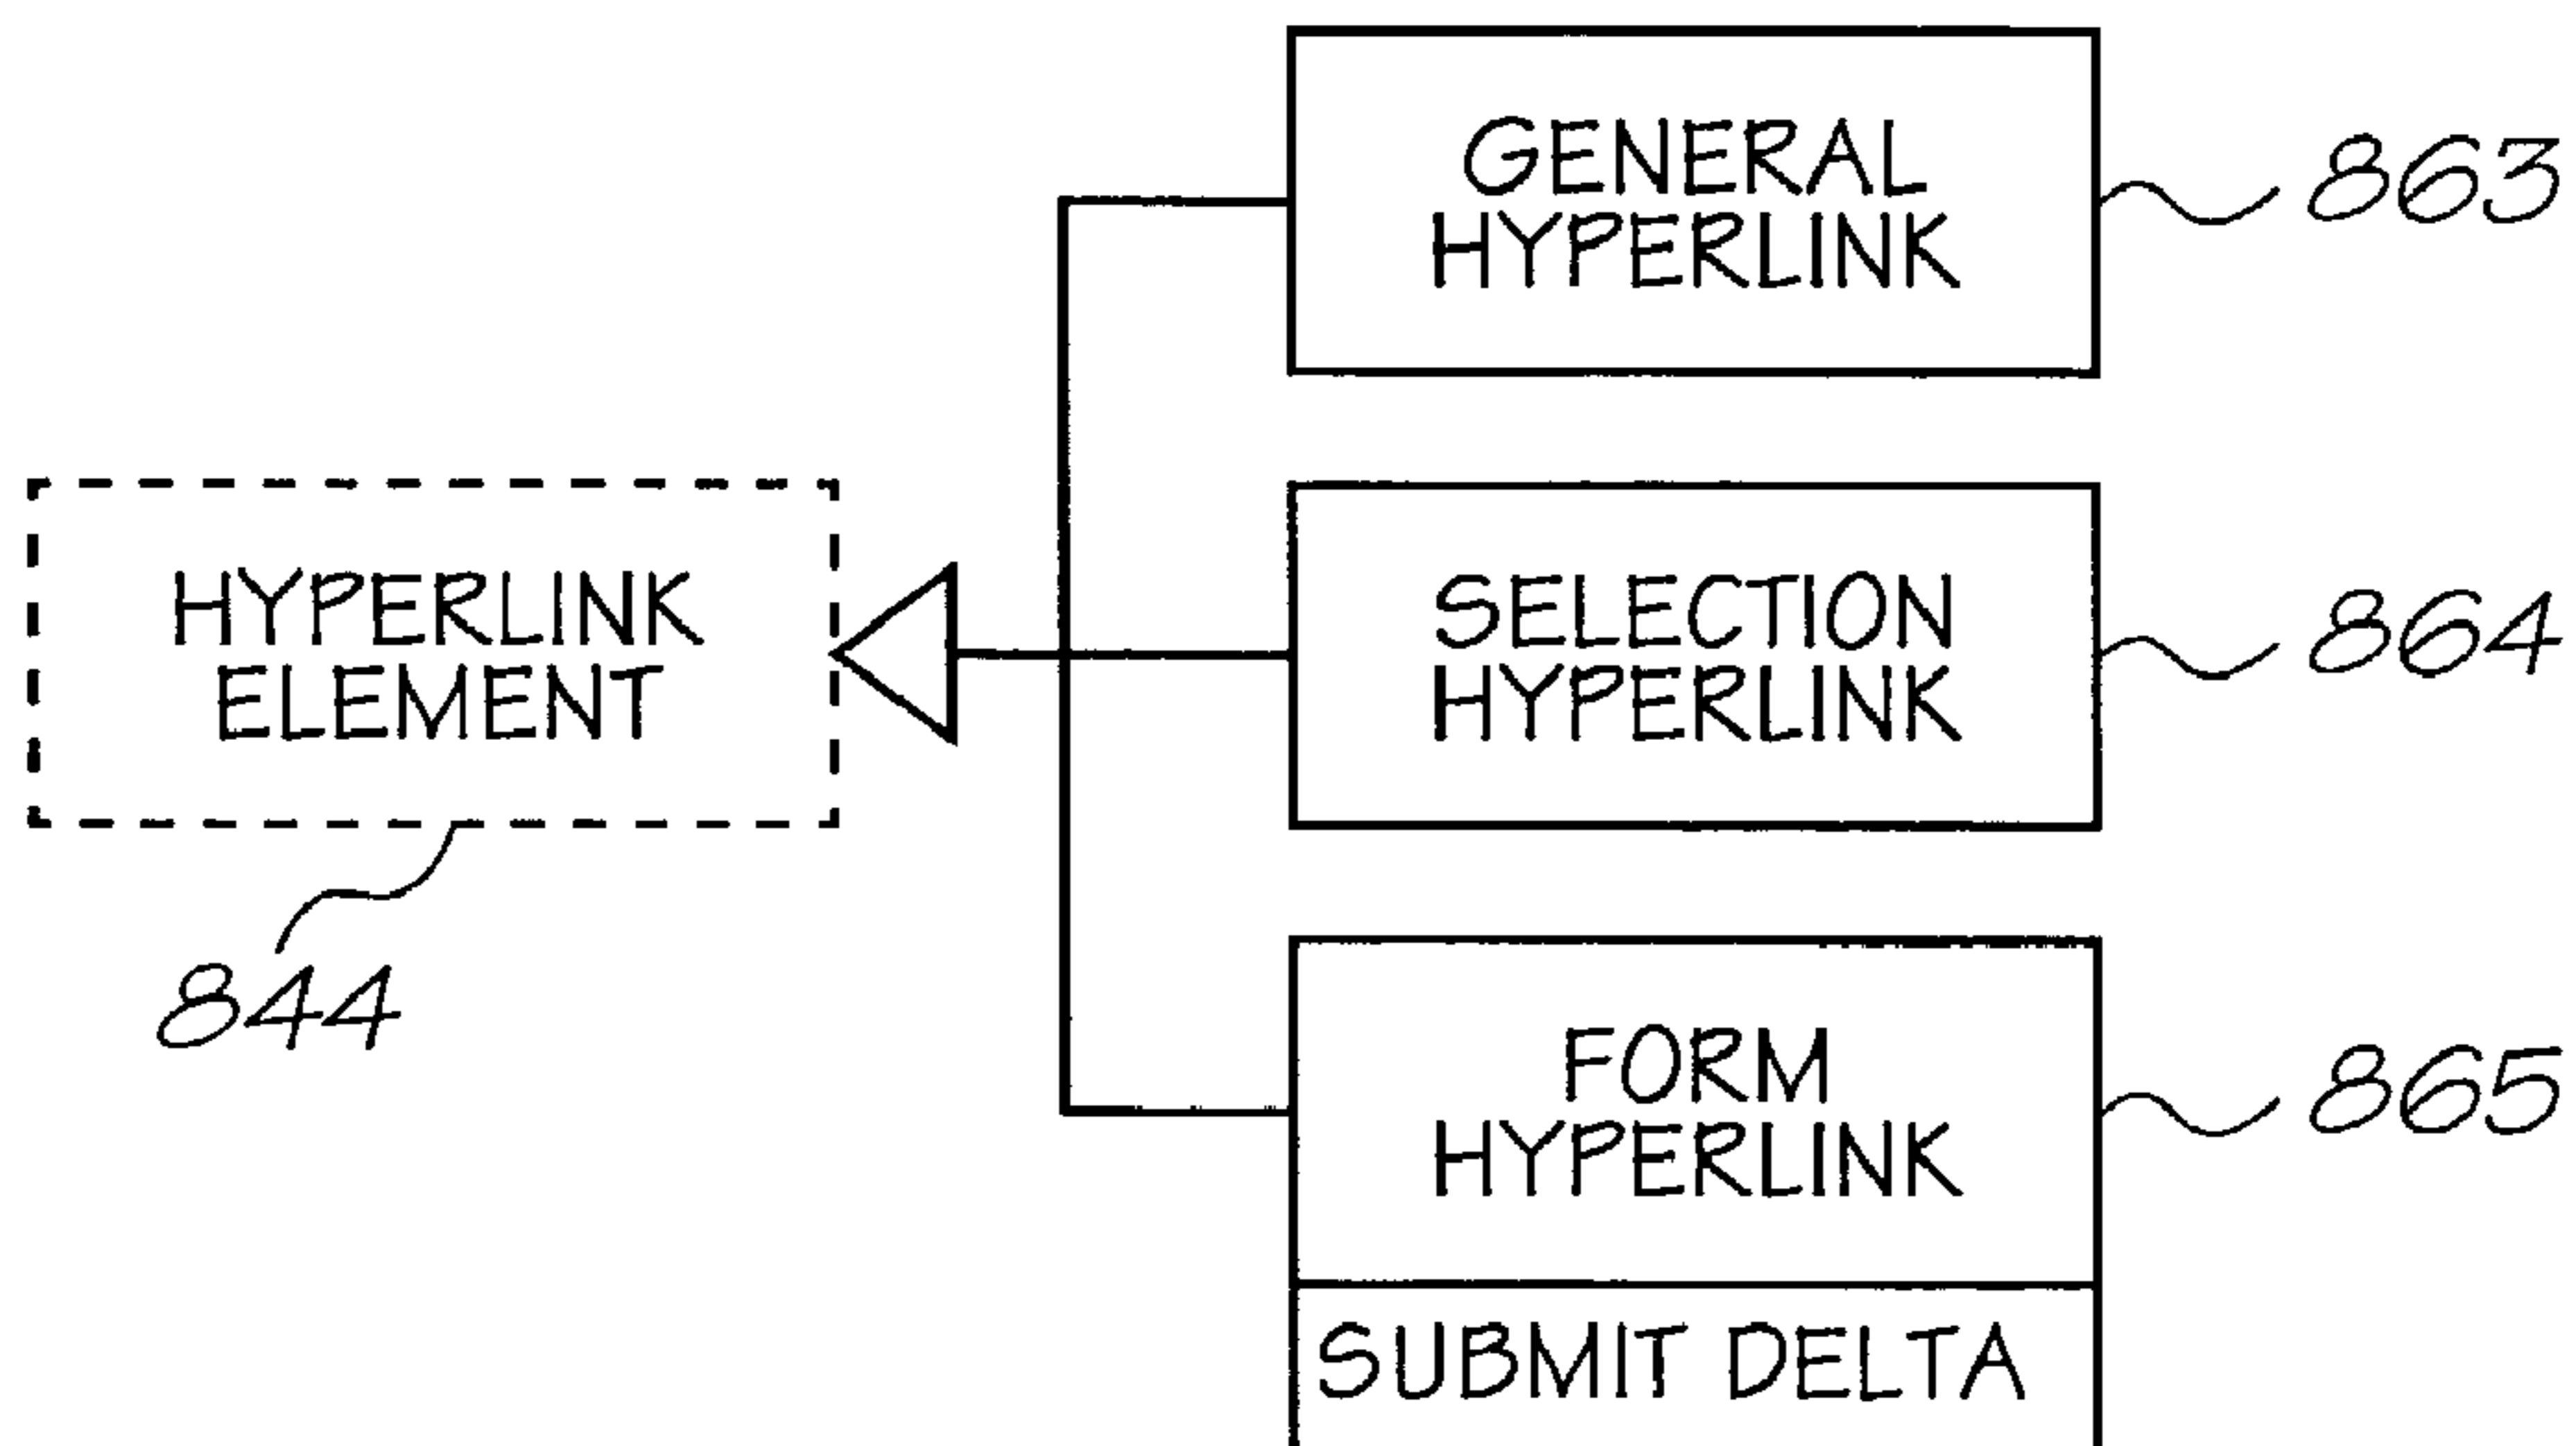 GENERAL
HYPERLINK
863
HYPERLINK
ELEMENT
844
SELECTION
HYPERLINK
864
FORM
HYPERLINK
865
SUBMIT DELTA